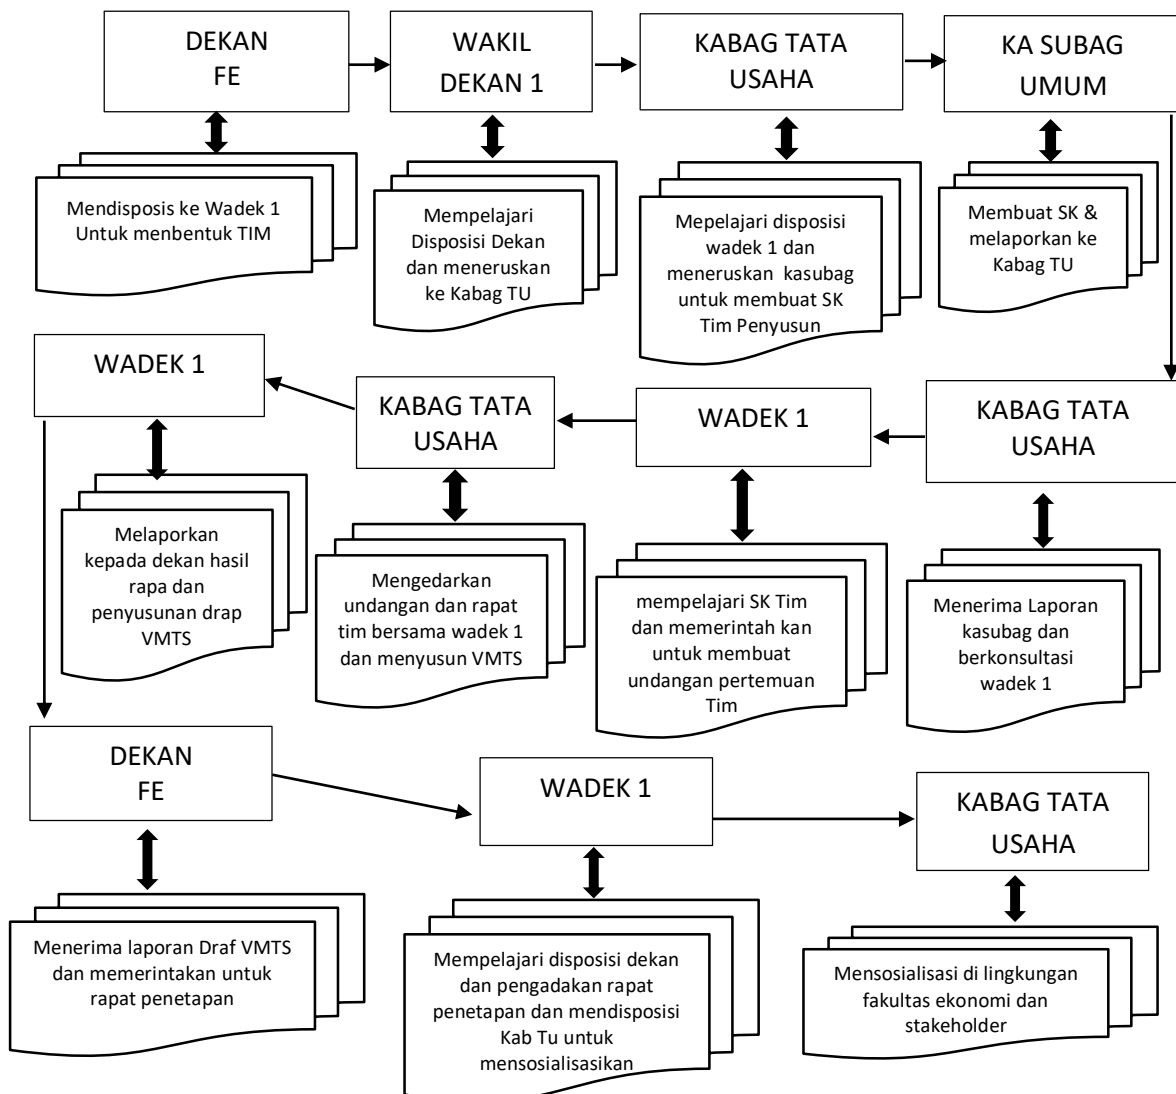 DEKAN
FE
WAKIL
DEKAN 1
KABAG TATA
USAHA
KA SUBAG
UMUM
Mendisposis ke Wadek 1
Untuk menbentuk TIM
Mempelajari
Disposisi Dekan
dan meneruskan
ke Kabag TU
Mepelajari disposisi
wadek 1 dan
meneruskan kasubag
untuk membuat SK
Tim Penyusun
Membuat SK &
melaporkan ke
Kabag TU
WADEK 1
KABAG TATA
USAHA
WADEK 1
KABAG TATA
USAHA
Melaporkan
kepada dekan hasil
rapa dan
penyusunan drap
VMTS
Mengedarkan
undangan dan rapat
tim bersama wadek 1
dan menyusun VMTS
mempelajari SK Tim
dan memerintah kan
untuk membuat
undangan pertemuan
Tim
Menerima Laporan
kasubag dan
berkonsultasi
wadek 1
DEKAN
FE
WADEK 1
KABAG TATA
USAHA
Menerima laporan Draf VMTS
dan memerintakan untuk
rapat penetapan
Mempelajari disposisi dekan
dan pengadakan rapat
penetapan dan mendisposisi
Kab Tu untuk
mensosialisasikan
Mensosialisasi di lingkungan
fakultas ekonomi dan
stakeholder